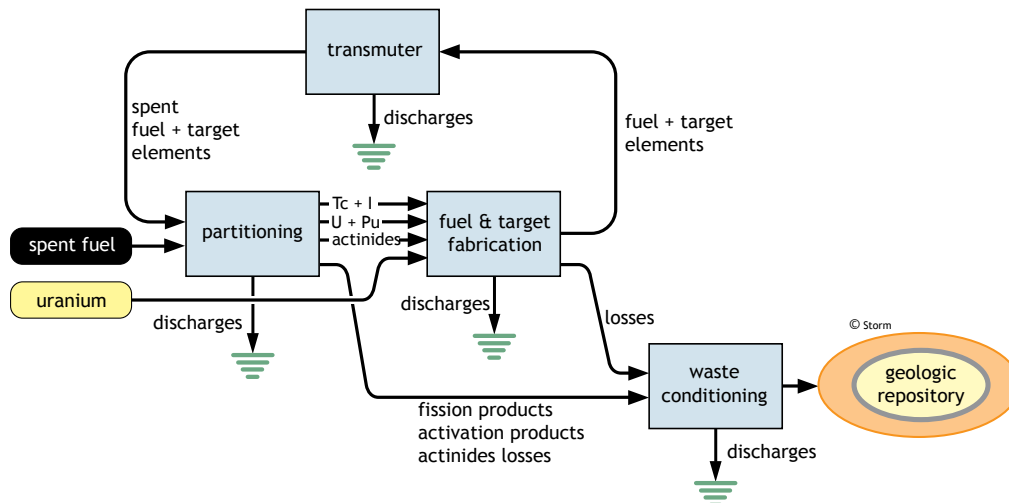 transmuter
discharges
spent
fuel + target
elements
fuel + target
elements
partitioning
Tc + I
U + Pu
actinides
fuel & target
fabrication
spent fuel
uranium
discharges
discharges
losses
© Storm
waste
conditioning
geologic
repository
fission products
activation products
actinides losses
discharges